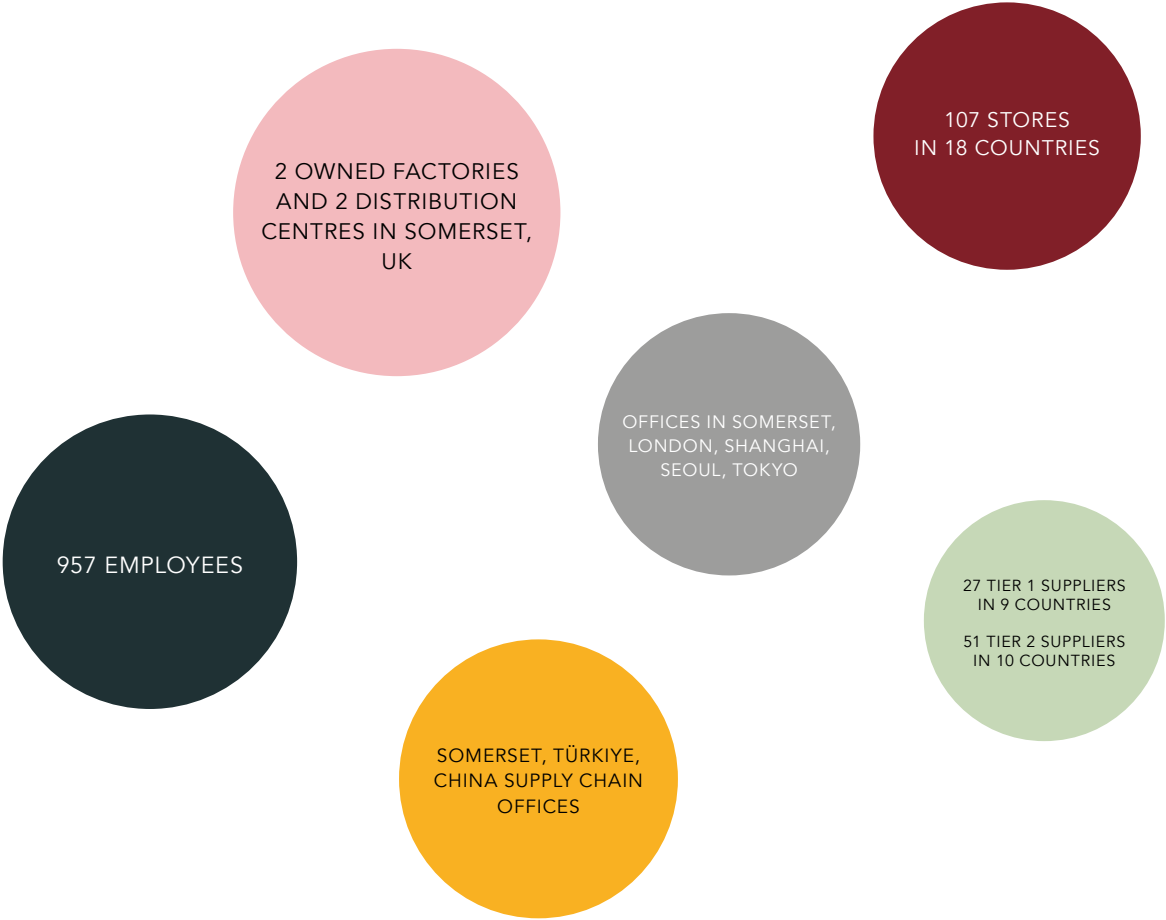 107 STORES
IN 18 COUNTRIES
2 OWNED FACTORIES
AND 2 DISTRIBUTION
CENTRES IN SOMERSET,
UK
OFFICES IN SOMERSET,
LONDON, SHANGHAI,
SEOUL, TOKYO
957 EMPLOYEES
27 TIER 1 SUPPLIERS
IN 9 COUNTRIES
51 TIER 2 SUPPLIERS
IN 10 COUNTRIES
SOMERSET, TÜRKIYE,
CHINA SUPPLY CHAIN
OFFICES